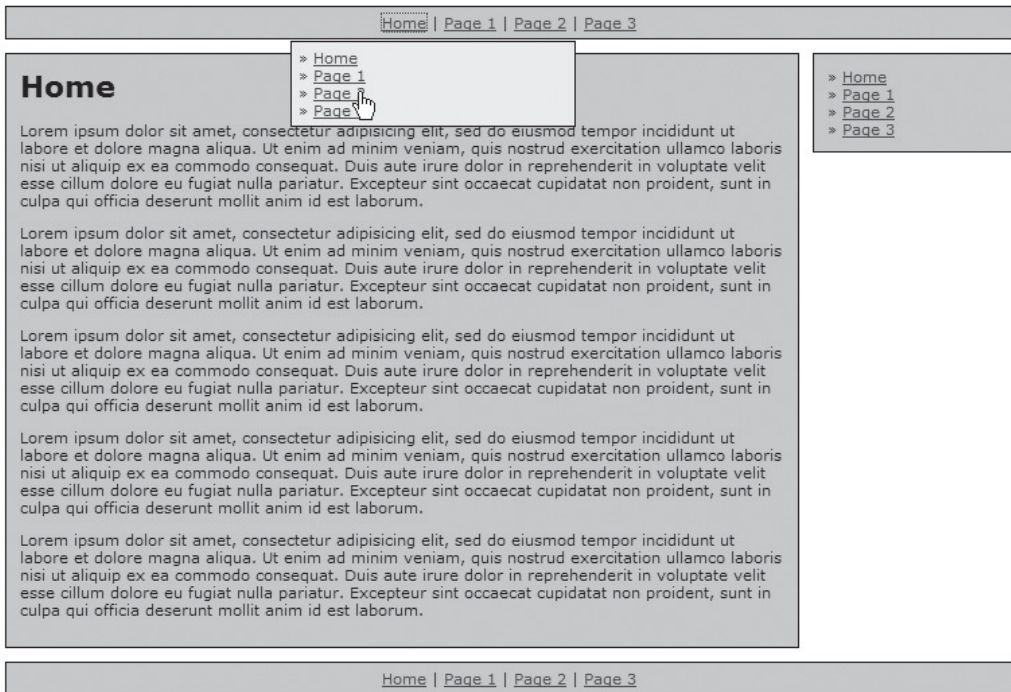 Home | Page 1 | Page 2 | Page 3
» Home
» Page 1
» Page
» Page
Home
Lorem ipsum dolor sit amet, consectetur adipisicing elit, sed do eiusmod tempor incididunt ut
labore et dolore magna aliqua. Ut enim ad minim veniam, quis nostrud exercitation ullamco laboris
nisi ut aliquip ex ea commodo consequat. Duis aute irure dolor in reprehenderit in voluptate velit
esse cillum dolore eu fugiat nulla pariatur. Excepteur sint occaecat cupidatat non proident, sunt in
culpa qui officia deserunt mollit anim id est laborum.
Lorem ipsum dolor sit amet, consectetur adipisicing elit, sed do eiusmod tempor incididunt ut
labore et dolore magna aliqua. Ut enim ad minim veniam, quis nostrud exercitation ullamco laboris
nisi ut aliquip ex ea commodo consequat. Duis aute irure dolor in reprehenderit in voluptate velit
esse cillum dolore eu fugiat nulla pariatur. Excepteur sint occaecat cupidatat non proident, sunt in
culpa qui officia deserunt mollit anim id est laborum.
Lorem ipsum dolor sit amet, consectetur adipisicing elit, sed do eiusmod tempor incididunt ut
labore et dolore magna aliqua. Ut enim ad minim veniam, quis nostrud exercitation ullamco laboris
nisi ut aliquip ex ea commodo consequat. Duis aute irure dolor in reprehenderit in voluptate velit
esse cillum dolore eu fugiat nulla pariatur. Excepteur sint occaecat cupidatat non proident, sunt in
culpa qui officia deserunt mollit anim id est laborum.
Lorem ipsum dolor sit amet, consectetur adipisicing elit, sed do eiusmod tempor incididunt ut
labore et dolore magna aliqua. Ut enim ad minim veniam, quis nostrud exercitation ullamco laboris
nisi ut aliquip ex ea commodo consequat. Duis aute irure dolor in reprehenderit in voluptate velit
esse cillum dolore eu fugiat nulla pariatur. Excepteur sint occaecat cupidatat non proident, sunt in
culpa qui officia deserunt mollit anim id est laborum.
Lorem ipsum dolor sit amet, consectetur adipisicing elit, sed do eiusmod tempor incididunt ut
labore et dolore magna aliqua. Ut enim ad minim veniam, quis nostrud exercitation ullamco laboris
nisi ut aliquip ex ea commodo consequat. Duis aute irure dolor in reprehenderit in voluptate velit
esse cillum dolore eu fugiat nulla pariatur. Excepteur sint occaecat cupidatat non proident, sunt in
culpa qui officia deserunt mollit anim id est laborum.
» Home
» Page 1
» Page 2
» Page 3
Home | Page 1 | Page 2 | Page 3